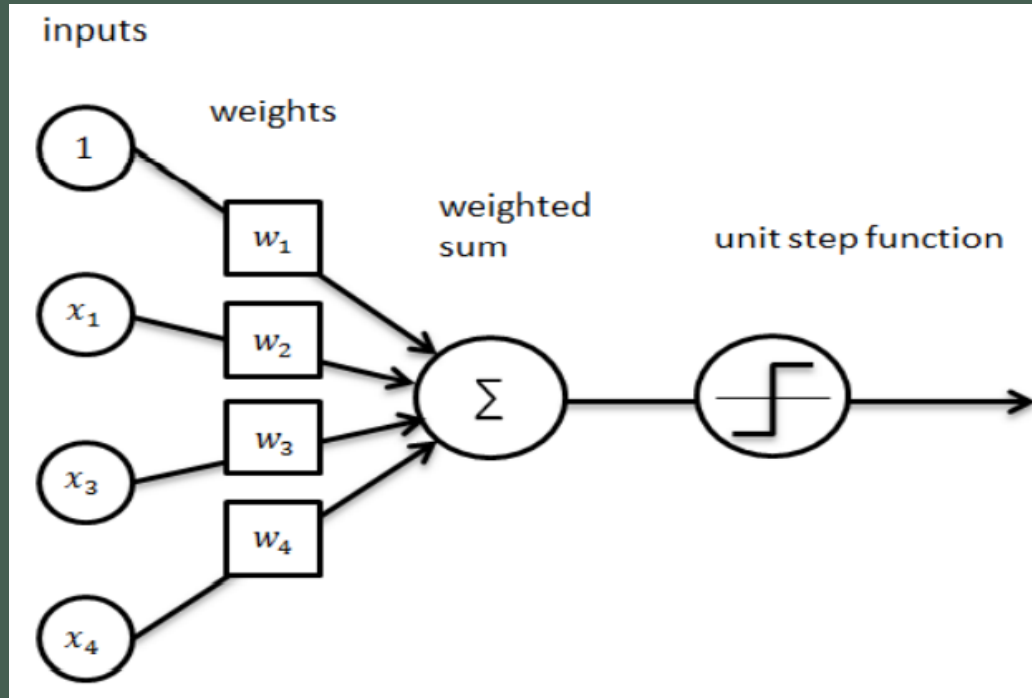 inputs
weights
1
w₁
weighted
sum
unit step function
x₁
w₂
Σ
w₃
x₃
w₄
x₄